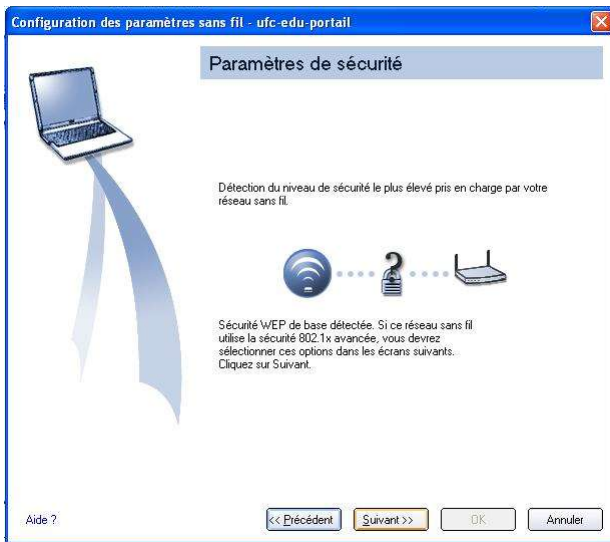 Configuration des paramètres sans fil - ufc-edu-portail
Paramètres de sécurité
Détection du niveau de sécurité le plus élevé pris en charge par votre
réseau sans fil.
?
Sécurité WEP de base détectée. Si ce réseau sans fil
utilise la sécurité 802.1x avancée, vous devrez
sélectionner ces options dans les écrans suivants.
Cliquez sur Suivant.
Aide ? << Précédent Suivant >> OK Annuler